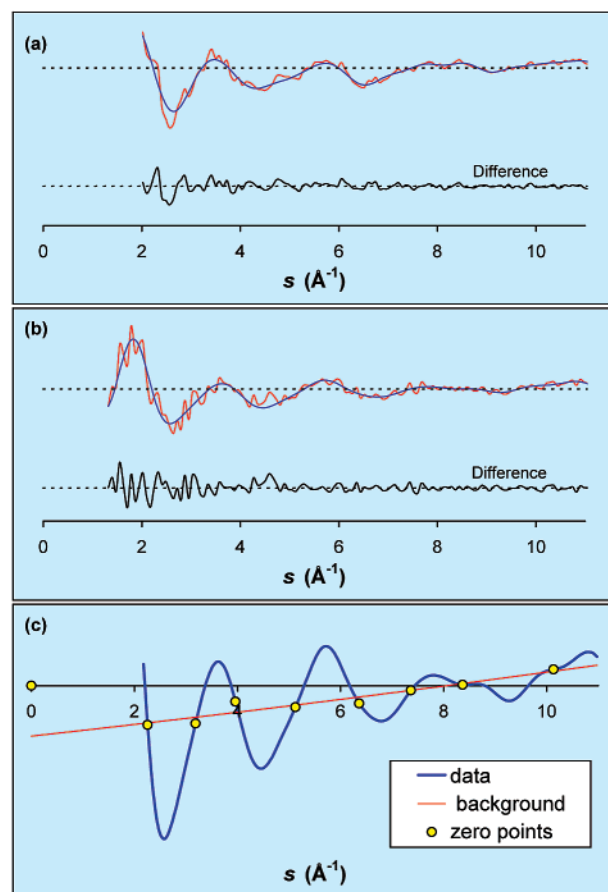 (a)
Difference
0 2 4 6 8 10
s (Å⁻¹)
(b)
Difference
0 2 4 6 8 10
s (Å⁻¹)
(c)
0 2 4 6 8 10
data
background
zero points
s (Å⁻¹)